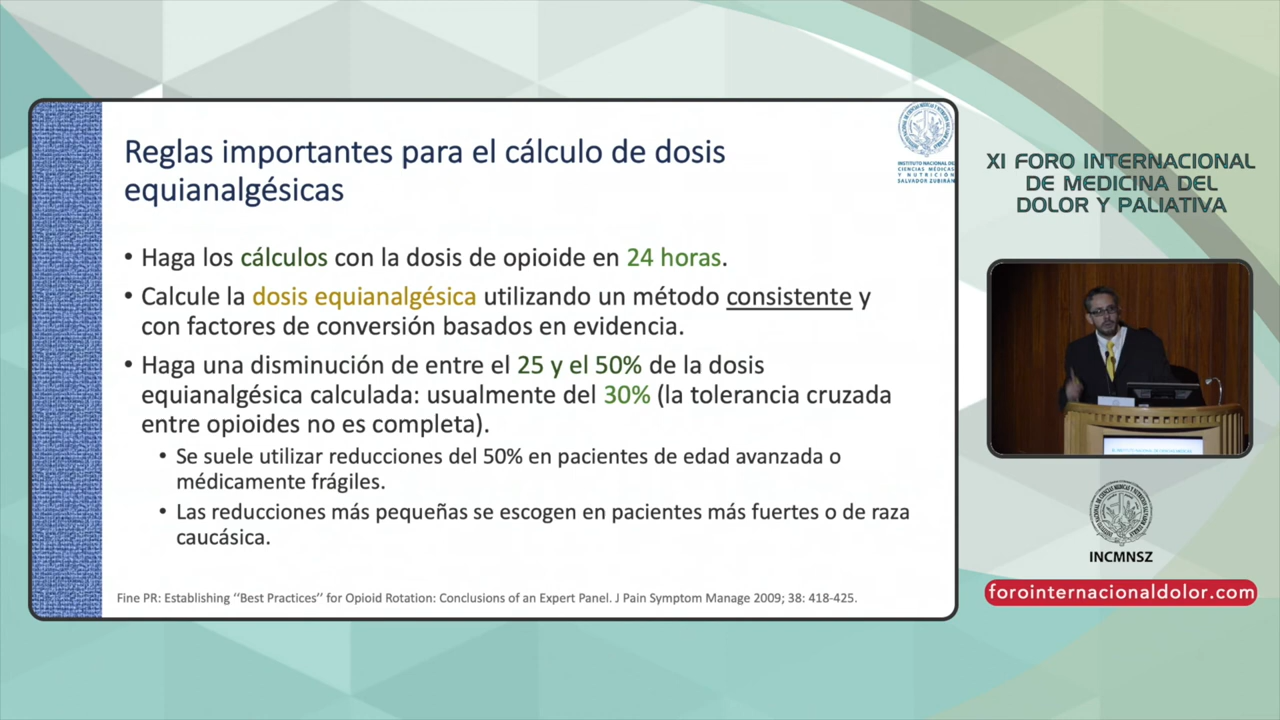 Reglas importantes para el cálculo de dosis
equianalgésicas
INSTITUTO NACIONAL DE
CIENCIAS MÉDICAS
Y NUTRICIÓN
SALVADOR ZUBIRÁN
• Haga los cálculos con la dosis de opioide en 24 horas.
• Calcule la dosis equianalgésica utilizando un método consistente y
con factores de conversión basados en evidencia.
• Haga una disminución de entre el 25 y el 50% de la dosis
equianalgésica calculada: usualmente del 30% (la tolerancia cruzada
entre opioides no es completa).
• Se suele utilizar reducciones del 50% en pacientes de edad avanzada o
médicamente frágiles.
• Las reducciones más pequeñas se escogen en pacientes más fuertes o de raza
caucásica.
Fine PR: Establishing ‘‘Best Practices’’ for Opioid Rotation: Conclusions of an Expert Panel. J Pain Symptom Manage 2009; 38: 418-425.
XI FORO INTERNACIONAL
DE MEDICINA DEL
DOLOR Y PALIATIVA
INCMNSZ
forointernacionaldolor.com